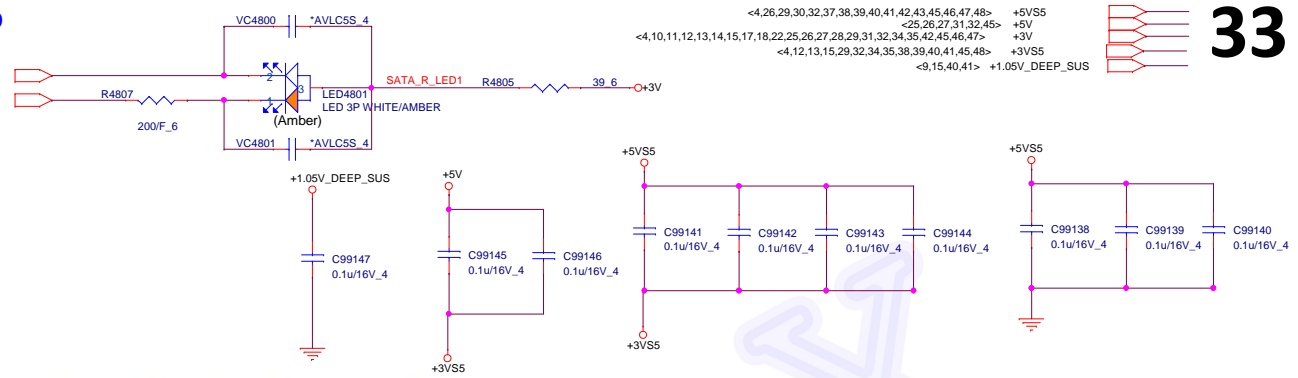 VC4800 *AVLC5S_4
<4,26,29,30,32,37,38,39,40,41,42,43,45,46,47,48> +5VS5
<25,26,27,31,32,45> +5V
<4,10,11,12,13,14,15,17,18,22,25,26,27,28,29,31,32,34,35,42,45,46,47> +3V
<4,12,13,15,29,32,34,35,38,39,40,41,45,48> +3VS5
<9,15,40,41> +1.05V_DEEP_SUS
33
2
3
1
SATA_R_LED1
R4805 39_6 +3V
R4807
200/F_6
LED4801
LED 3P WHITE/AMBER
(Amber)
VC4801 *AVLC5S_4
+1.05V_DEEP_SUS
C99147
0.1u/16V_4
+5V
C99145
0.1u/16V_4
C99146
0.1u/16V_4
+3VS5
+5VS5
C99141
0.1u/16V_4
C99142
0.1u/16V_4
C99143
0.1u/16V_4
C99144
0.1u/16V_4
+3VS5
+5VS5
C99138
0.1u/16V_4
C99139
0.1u/16V_4
C99140
0.1u/16V_4